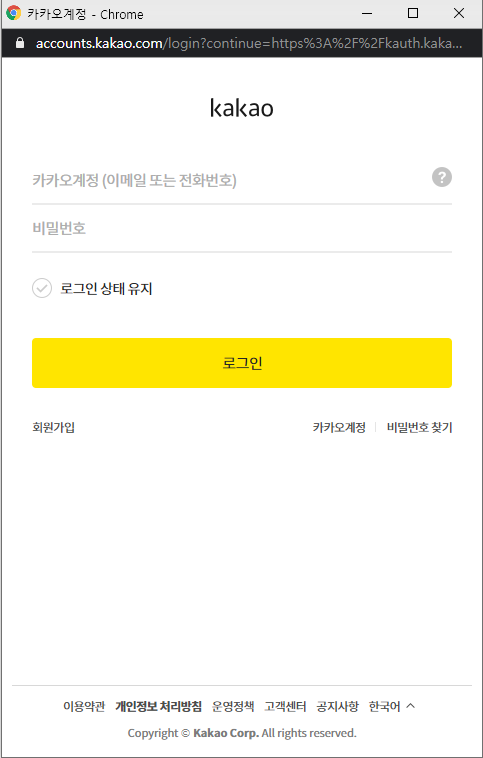 카카오계정 - Chrome
accounts.kakao.com/login?continue=https%3A%2F%2Fkauth.kaka...
kakao
카카오계정 (이메일 또는 전화번호) ?
비밀번호
로그인 상태 유지
로그인
회원가입 카카오계정 | 비밀번호 찾기
이용약관 개인정보 처리방침 운영정책 고객센터 공지사항 한국어
Copyright © Kakao Corp. All rights reserved.